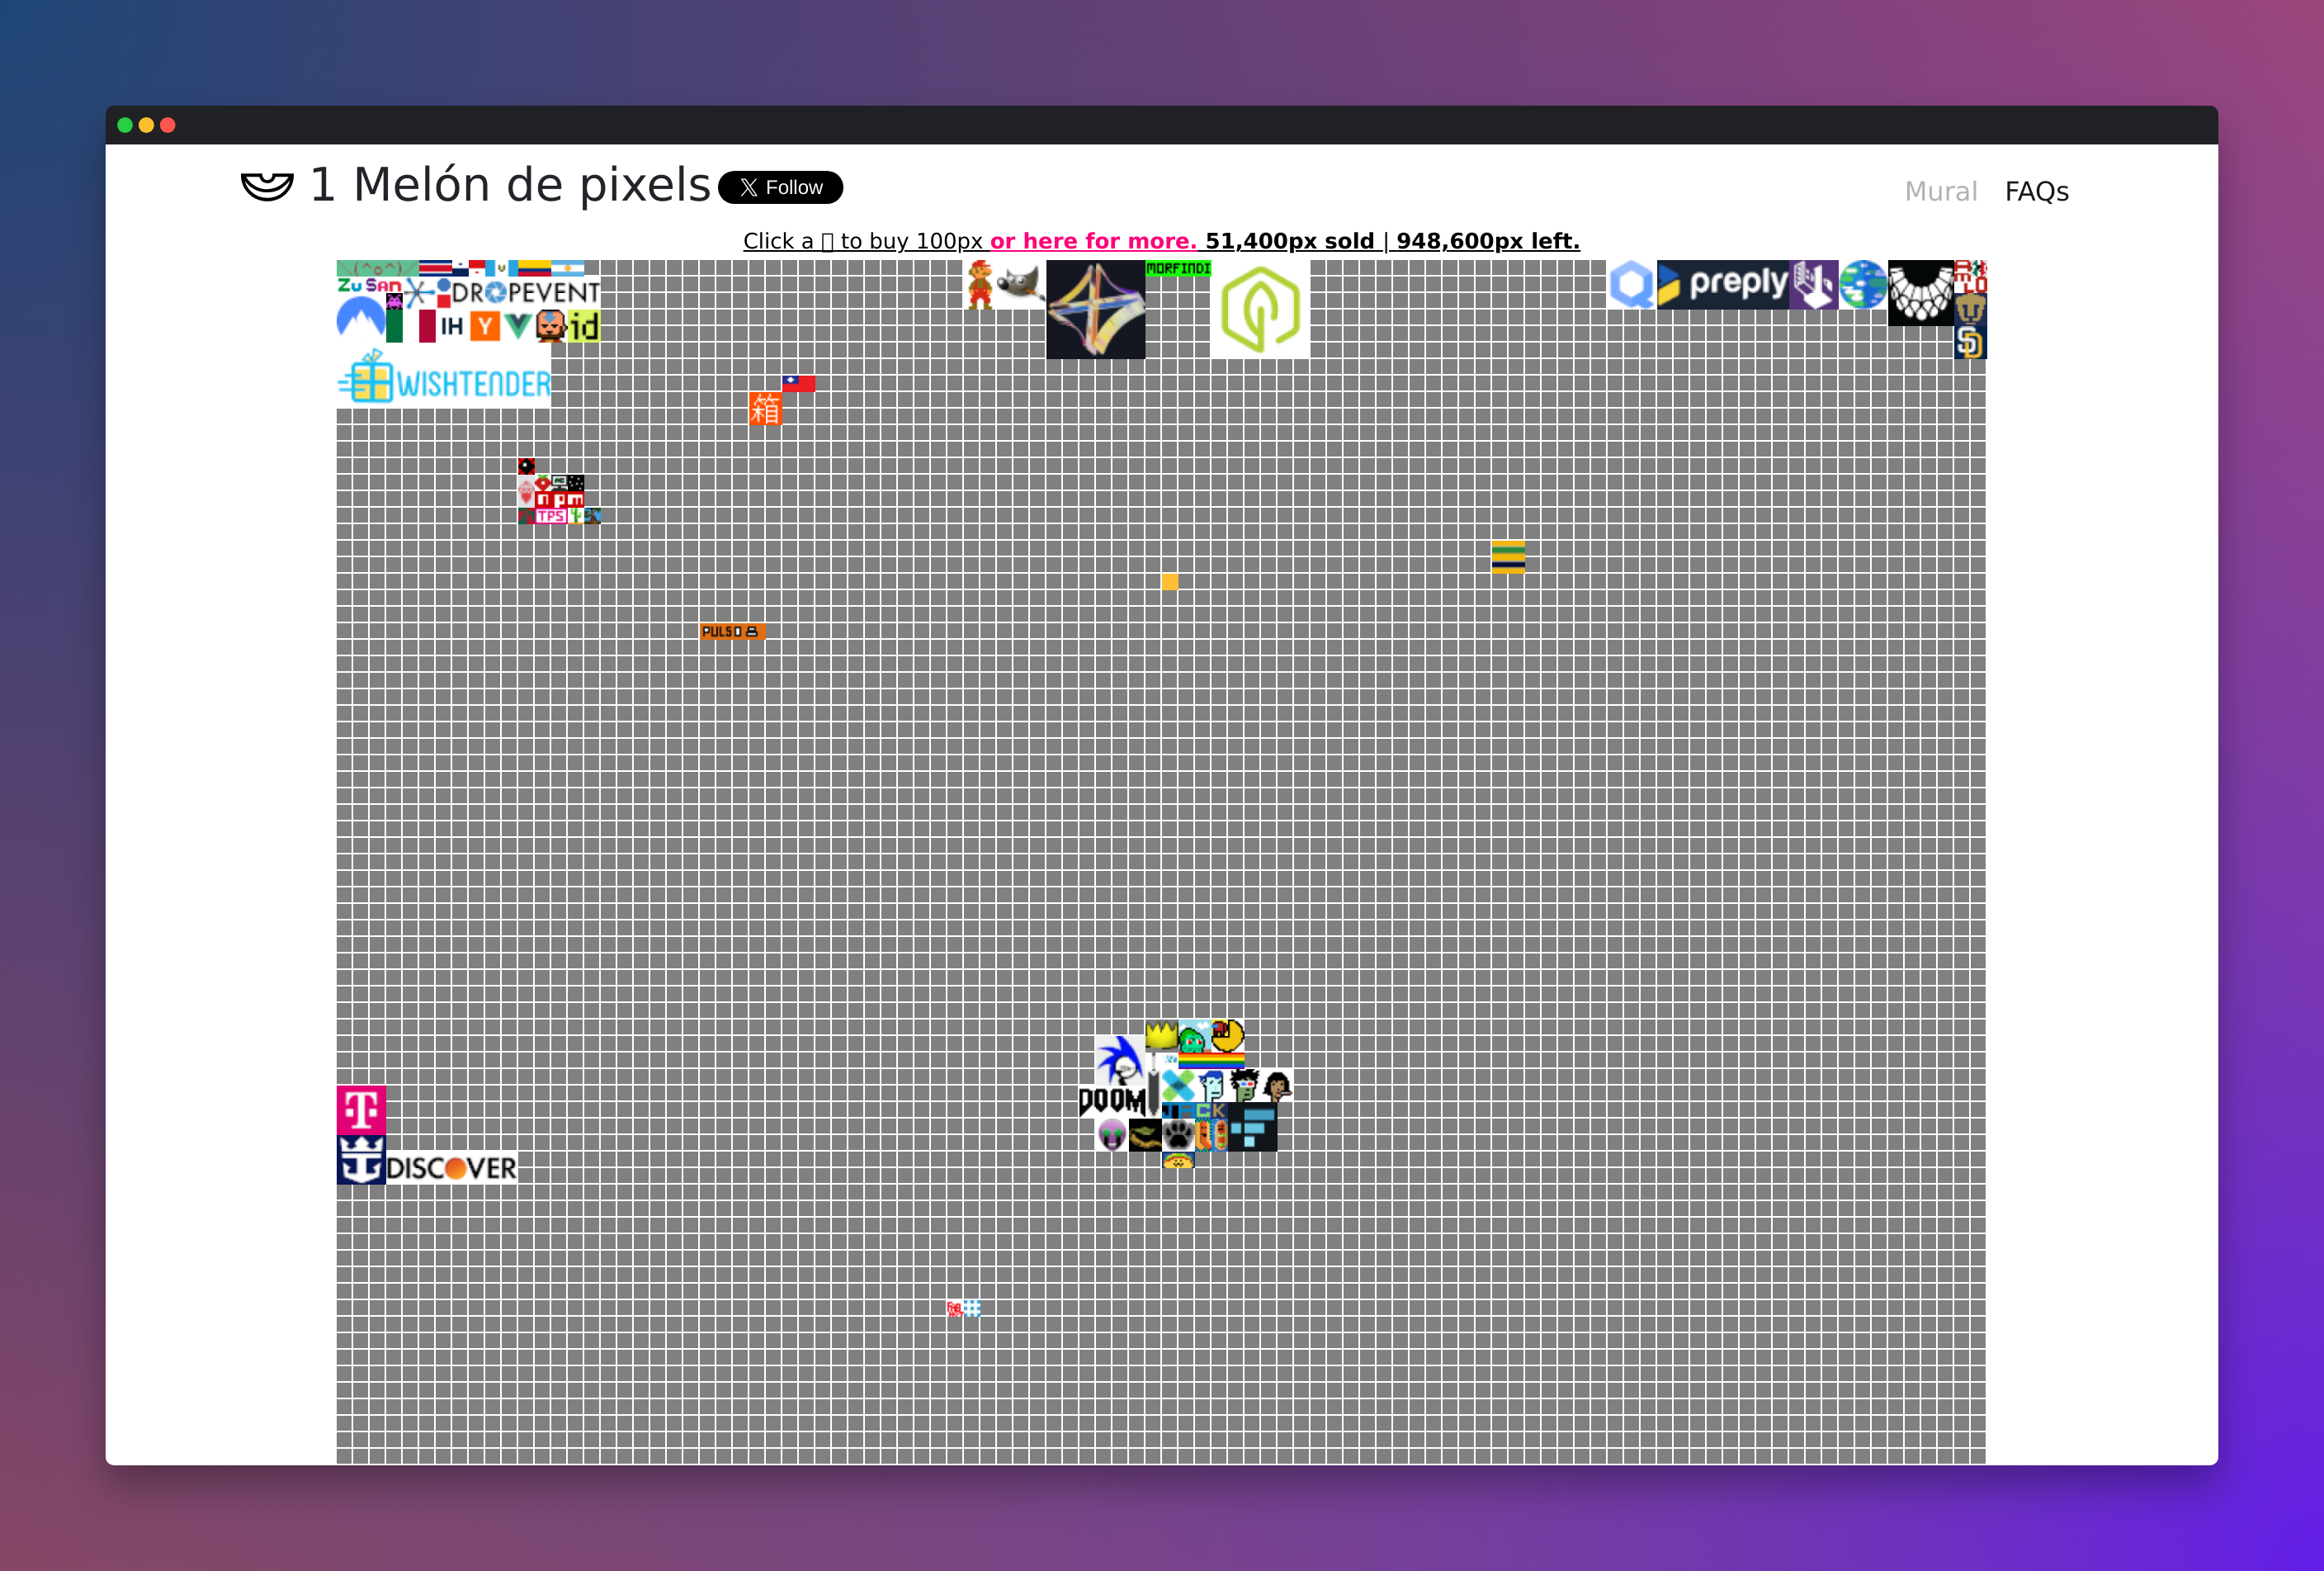 1 Melón de pixels
Follow
Mural FAQs
Click a to buy 100px or here for more. 51,400px sold | 948,600px left.
\(^o^)/
Zu San
DROPEVENT
IH Y id
WISHTENDER
MORFINDI
preply
SD
箱
npm
TPS
PULSO
DOOM
T
DISCOVER